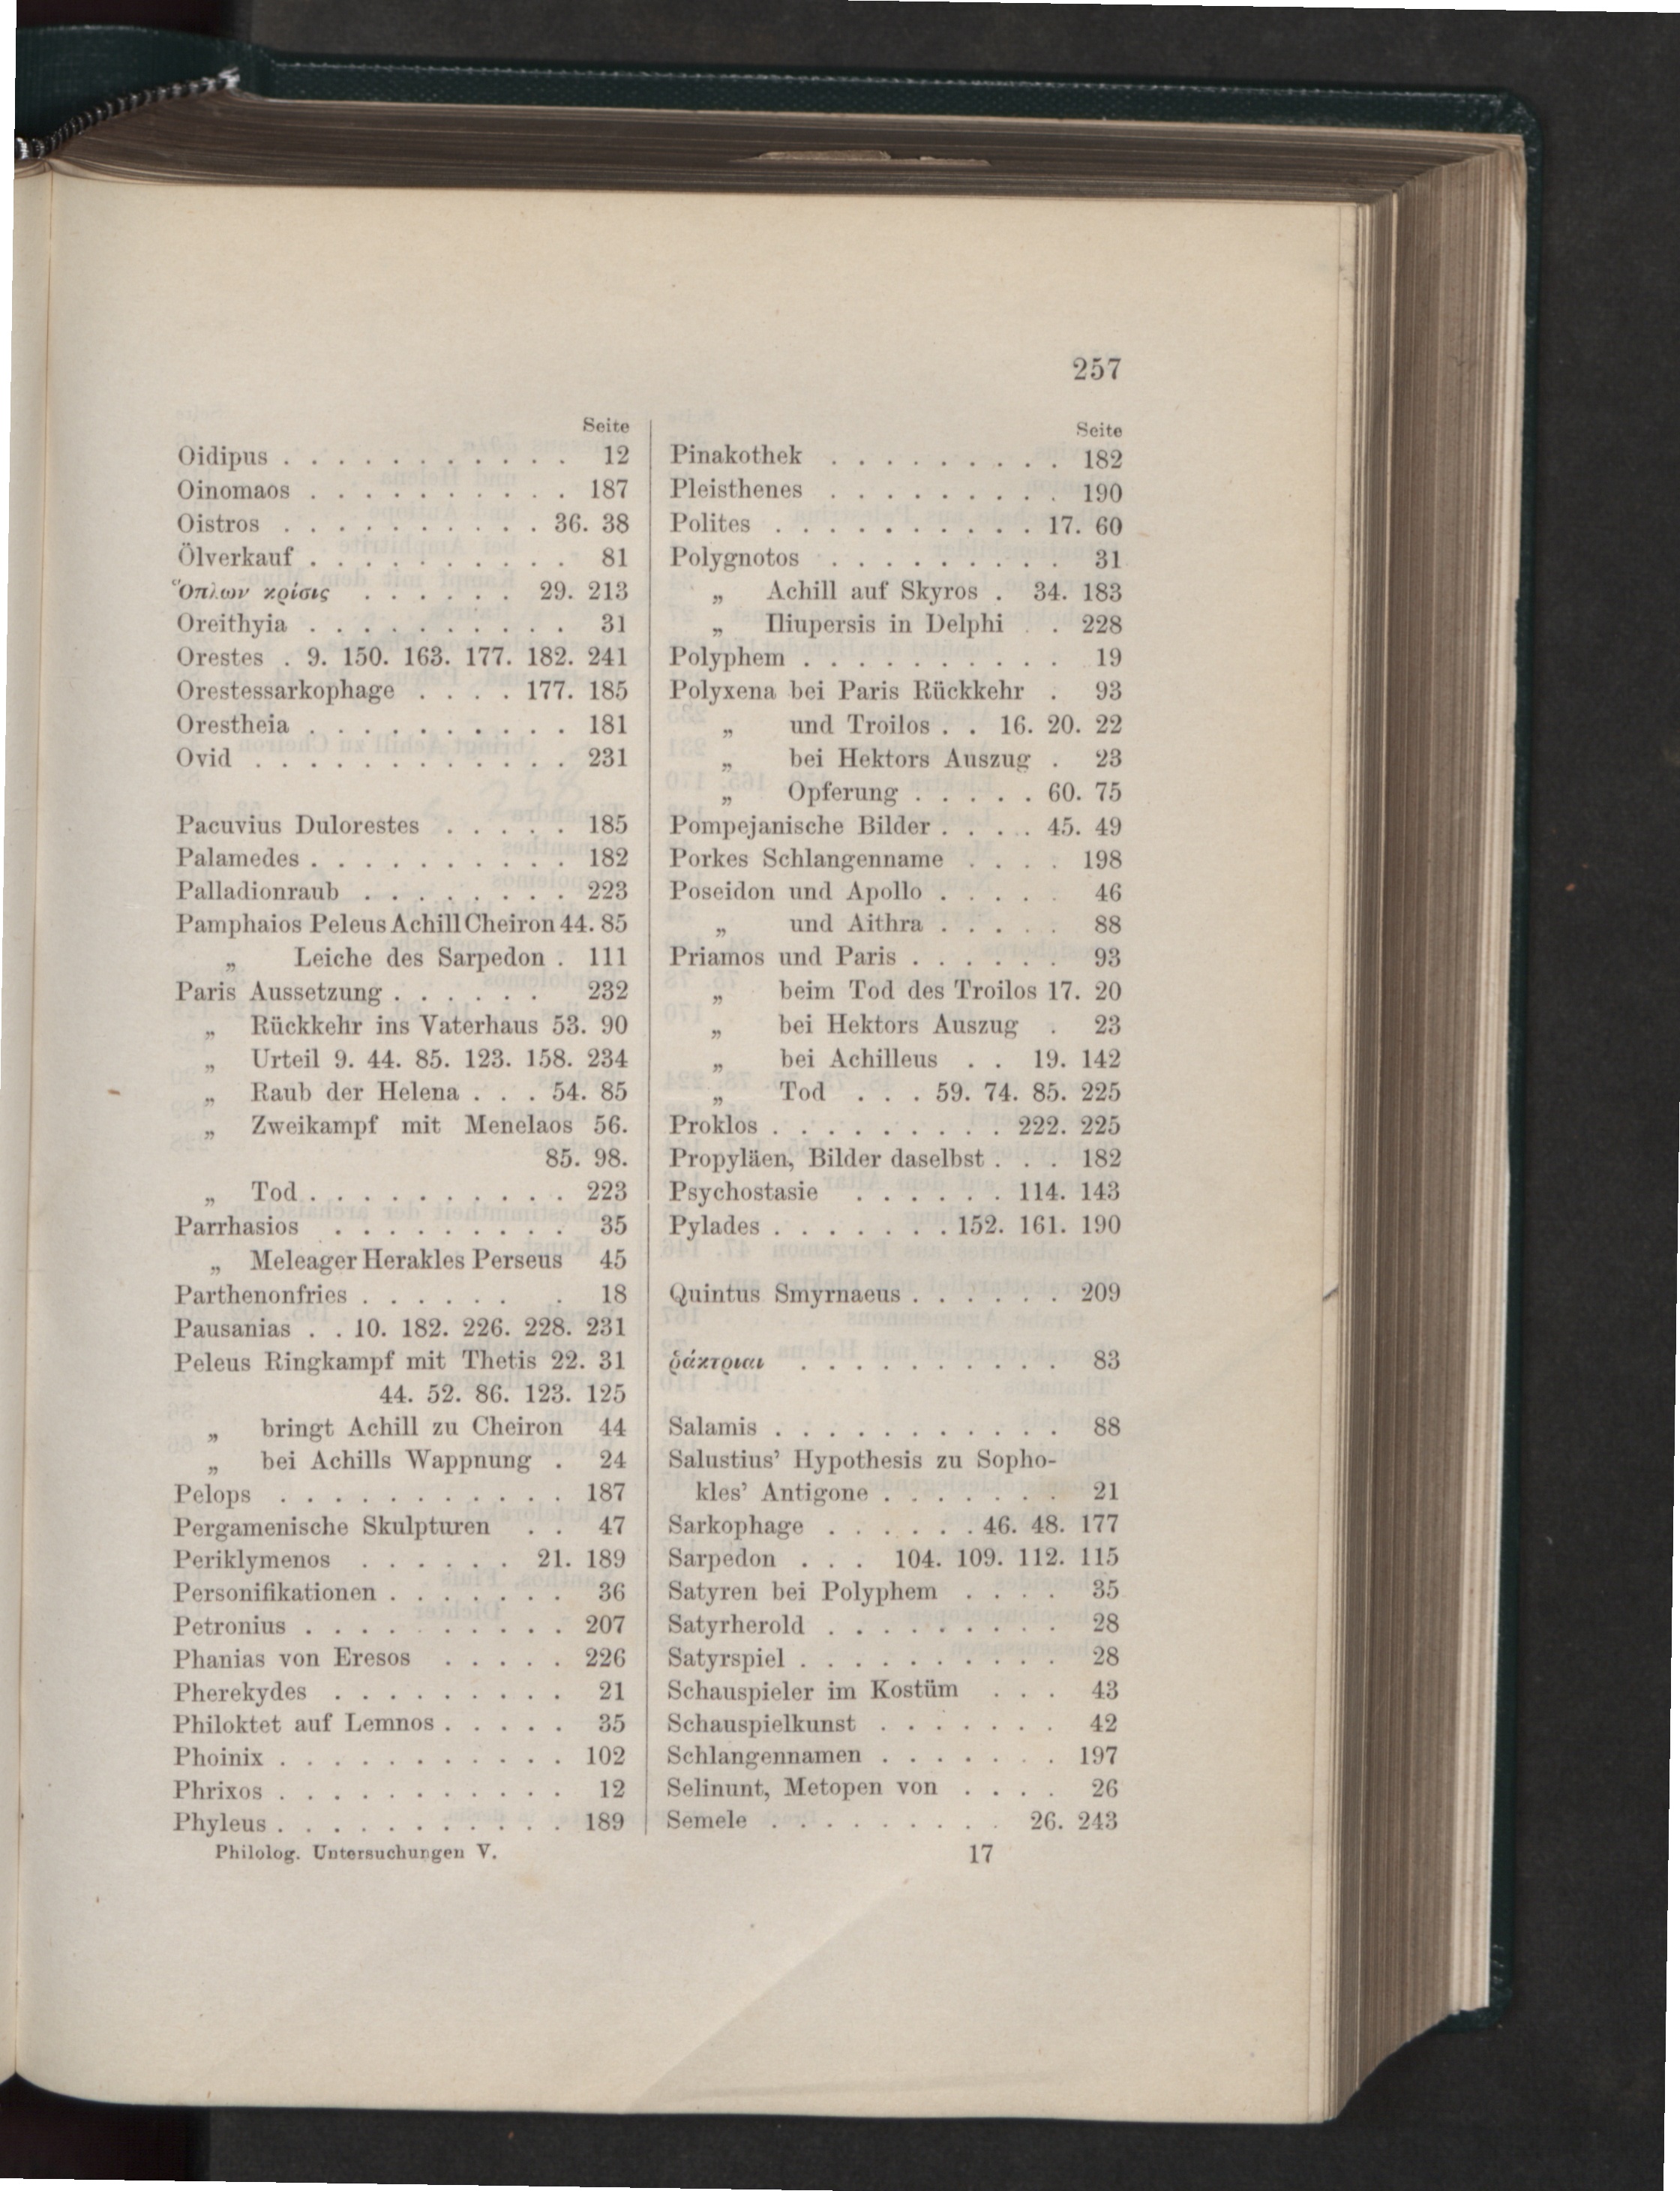 257
Seite
Oidipus . . . . . . . . . . . 12
Oinomaos . . . . . . . . . . 187
Oistros . . . . . . . . . . 36. 38
Ölverkauf . . . . . . . . . . 81
Ὅπλων κρίσις . . . . . . 29. 213
Oreithyia . . . . . . . . . . 31
Orestes . 9. 150. 163. 177. 182. 241
Orestessarkophage . . . . 177. 185
Orestheia . . . . . . . . . . 181
Ovid . . . . . . . . . . . . 231
Pacuvius Dulorestes . . . . . 185
Palamedes . . . . . . . . . . 182
Palladionraub . . . . . . . . 223
Pamphaios Peleus Achill Cheiron 44. 85
„ Leiche des Sarpedon . 111
Paris Aussetzung . . . . . . 232
„ Rückkehr ins Vaterhaus 53. 90
„ Urteil 9. 44. 85. 123. 158. 234
„ Raub der Helena . . . 54. 85
„ Zweikampf mit Menelaos 56.
85. 98.
„ Tod . . . . . . . . . . 223
Parrhasios . . . . . . . . . 35
„ Meleager Herakles Perseus 45
Parthenonfries . . . . . . . 18
Pausanias . . 10. 182. 226. 228. 231
Peleus Ringkampf mit Thetis 22. 31
44. 52. 86. 123. 125
„ bringt Achill zu Cheiron 44
„ bei Achills Wappnung . 24
Pelops . . . . . . . . . . . 187
Pergamenische Skulpturen . . 47
Periklymenos . . . . . . 21. 189
Personifikationen . . . . . . . 36
Petronius . . . . . . . . . . 207
Phanias von Eresos . . . . . 226
Pherekydes . . . . . . . . . 21
Philoktet auf Lemnos . . . . . 35
Phoinix . . . . . . . . . . . 102
Phrixos . . . . . . . . . . . 12
Phyleus . . . . . . . . . . . 189
Seite
Pinakothek . . . . . . . . . 182
Pleisthenes . . . . . . . . . 190
Polites . . . . . . . . . . 17. 60
Polygnotos . . . . . . . . . 31
„ Achill auf Skyros . 34. 183
„ Iliupersis in Delphi . . 228
Polyphem . . . . . . . . . . 19
Polyxena bei Paris Rückkehr . 93
„ und Troilos . . 16. 20. 22
„ bei Hektors Auszug . 23
„ Opferung . . . . . 60. 75
Pompejanische Bilder . . . . 45. 49
Porkes Schlangenname . . . . 198
Poseidon und Apollo . . . . . 46
„ und Aithra . . . . . 88
Priamos und Paris . . . . . . 93
„ beim Tod des Troilos 17. 20
„ bei Hektors Auszug . 23
„ bei Achilleus . . 19. 142
„ Tod . . . 59. 74. 85. 225
Proklos . . . . . . . . . 222. 225
Propyläen, Bilder daselbst . . . 182
Psychostasie . . . . . . 114. 143
Pylades . . . . . . . 152. 161. 190
Quintus Smyrnaeus . . . . . . 209
ῥάκτριαι . . . . . . . . . . 83
Salamis . . . . . . . . . . . 88
Salustius' Hypothesis zu Sopho-
kles' Antigone . . . . . . . 21
Sarkophage . . . . . . 46. 48. 177
Sarpedon . . . 104. 109. 112. 115
Satyren bei Polyphem . . . . 35
Satyrherold . . . . . . . . . 28
Satyrspiel . . . . . . . . . . 28
Schauspieler im Kostüm . . . 43
Schauspielkunst . . . . . . . 42
Schlangennamen . . . . . . . 197
Selinunt, Metopen von . . . . 26
Semele . . . . . . . . . 26. 243
Philolog. Untersuchungen V.
17